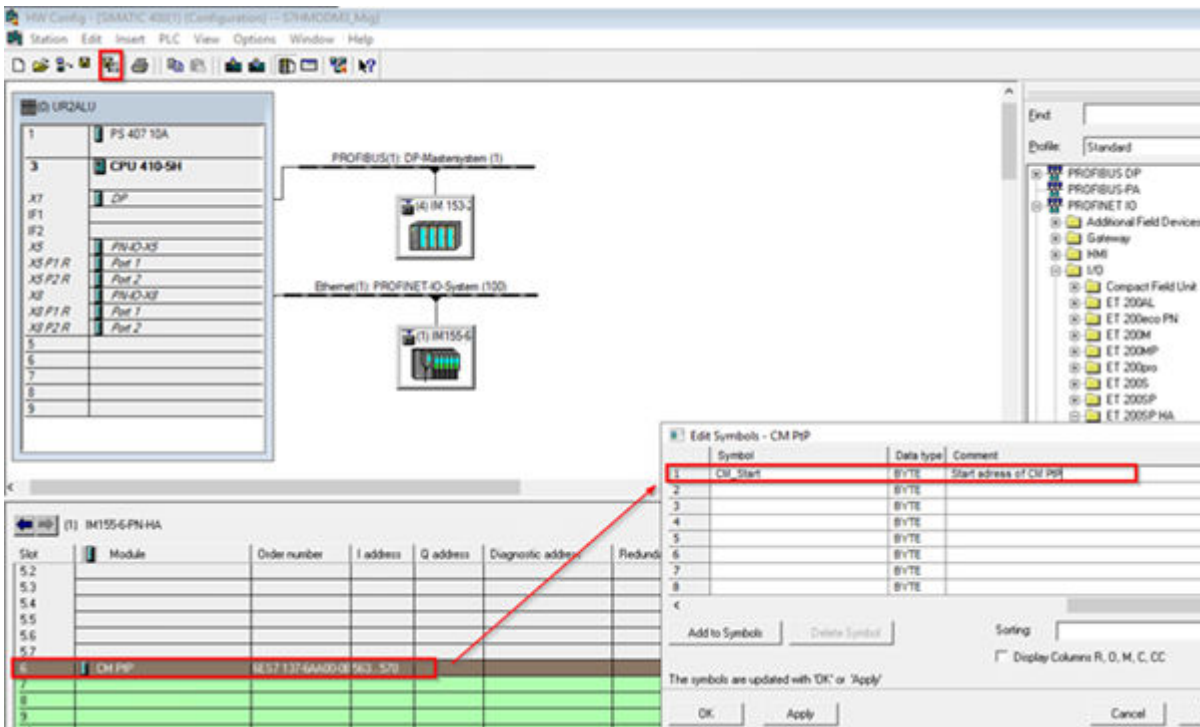 HW Config - [SIMATIC 400(1) (Configuration) -- S7HMODM3_Mig]
Station Edit Insert PLC View Options Window Help
(0) UR2ALU
1 PS 407 10A
3 CPU 410-5H
X1 DP
IF1
IF2
X5 PN-IO-X5
X5 P1 R Port 1
X5 P2 R Port 2
X8 PN-IO-X8
X8 P1 R Port 1
X8 P2 R Port 2
5
6
7
8
9
PROFIBUS(1): DP-Mastersystem (1)
(4) IM 153-2
Ethernet(1): PROFINET-IO-System (100)
(1) IM155-6
Find:
Profile: Standard
PROFIBUS DP
PROFIBUS-PA
PROFINET IO
Additional Field Devices
Gateway
HMI
I/O
Compact Field Unit
ET 200AL
ET 200eco PN
ET 200M
ET 200MP
ET 200pro
ET 200S
ET 200SP
ET 200SP HA
(1) IM155-6-PN-HA
Slot Module Order number I address Q address Diagnostic address Redunda
5.2
5.3
5.4
5.5
5.6
5.7
6 CM PtP 6ES7 137-6AA00-0B 563...570
7
8
9
Edit Symbols - CM PtP
Symbol Data type Comment
1 CM_Start BYTE Start adress of CM PtP
2 BYTE
3 BYTE
4 BYTE
5 BYTE
6 BYTE
7 BYTE
8 BYTE
Add to Symbols Delete Symbol Sorting:
Display Columns R, O, M, C, CC
The symbols are updated with 'OK' or 'Apply'
OK Apply Cancel